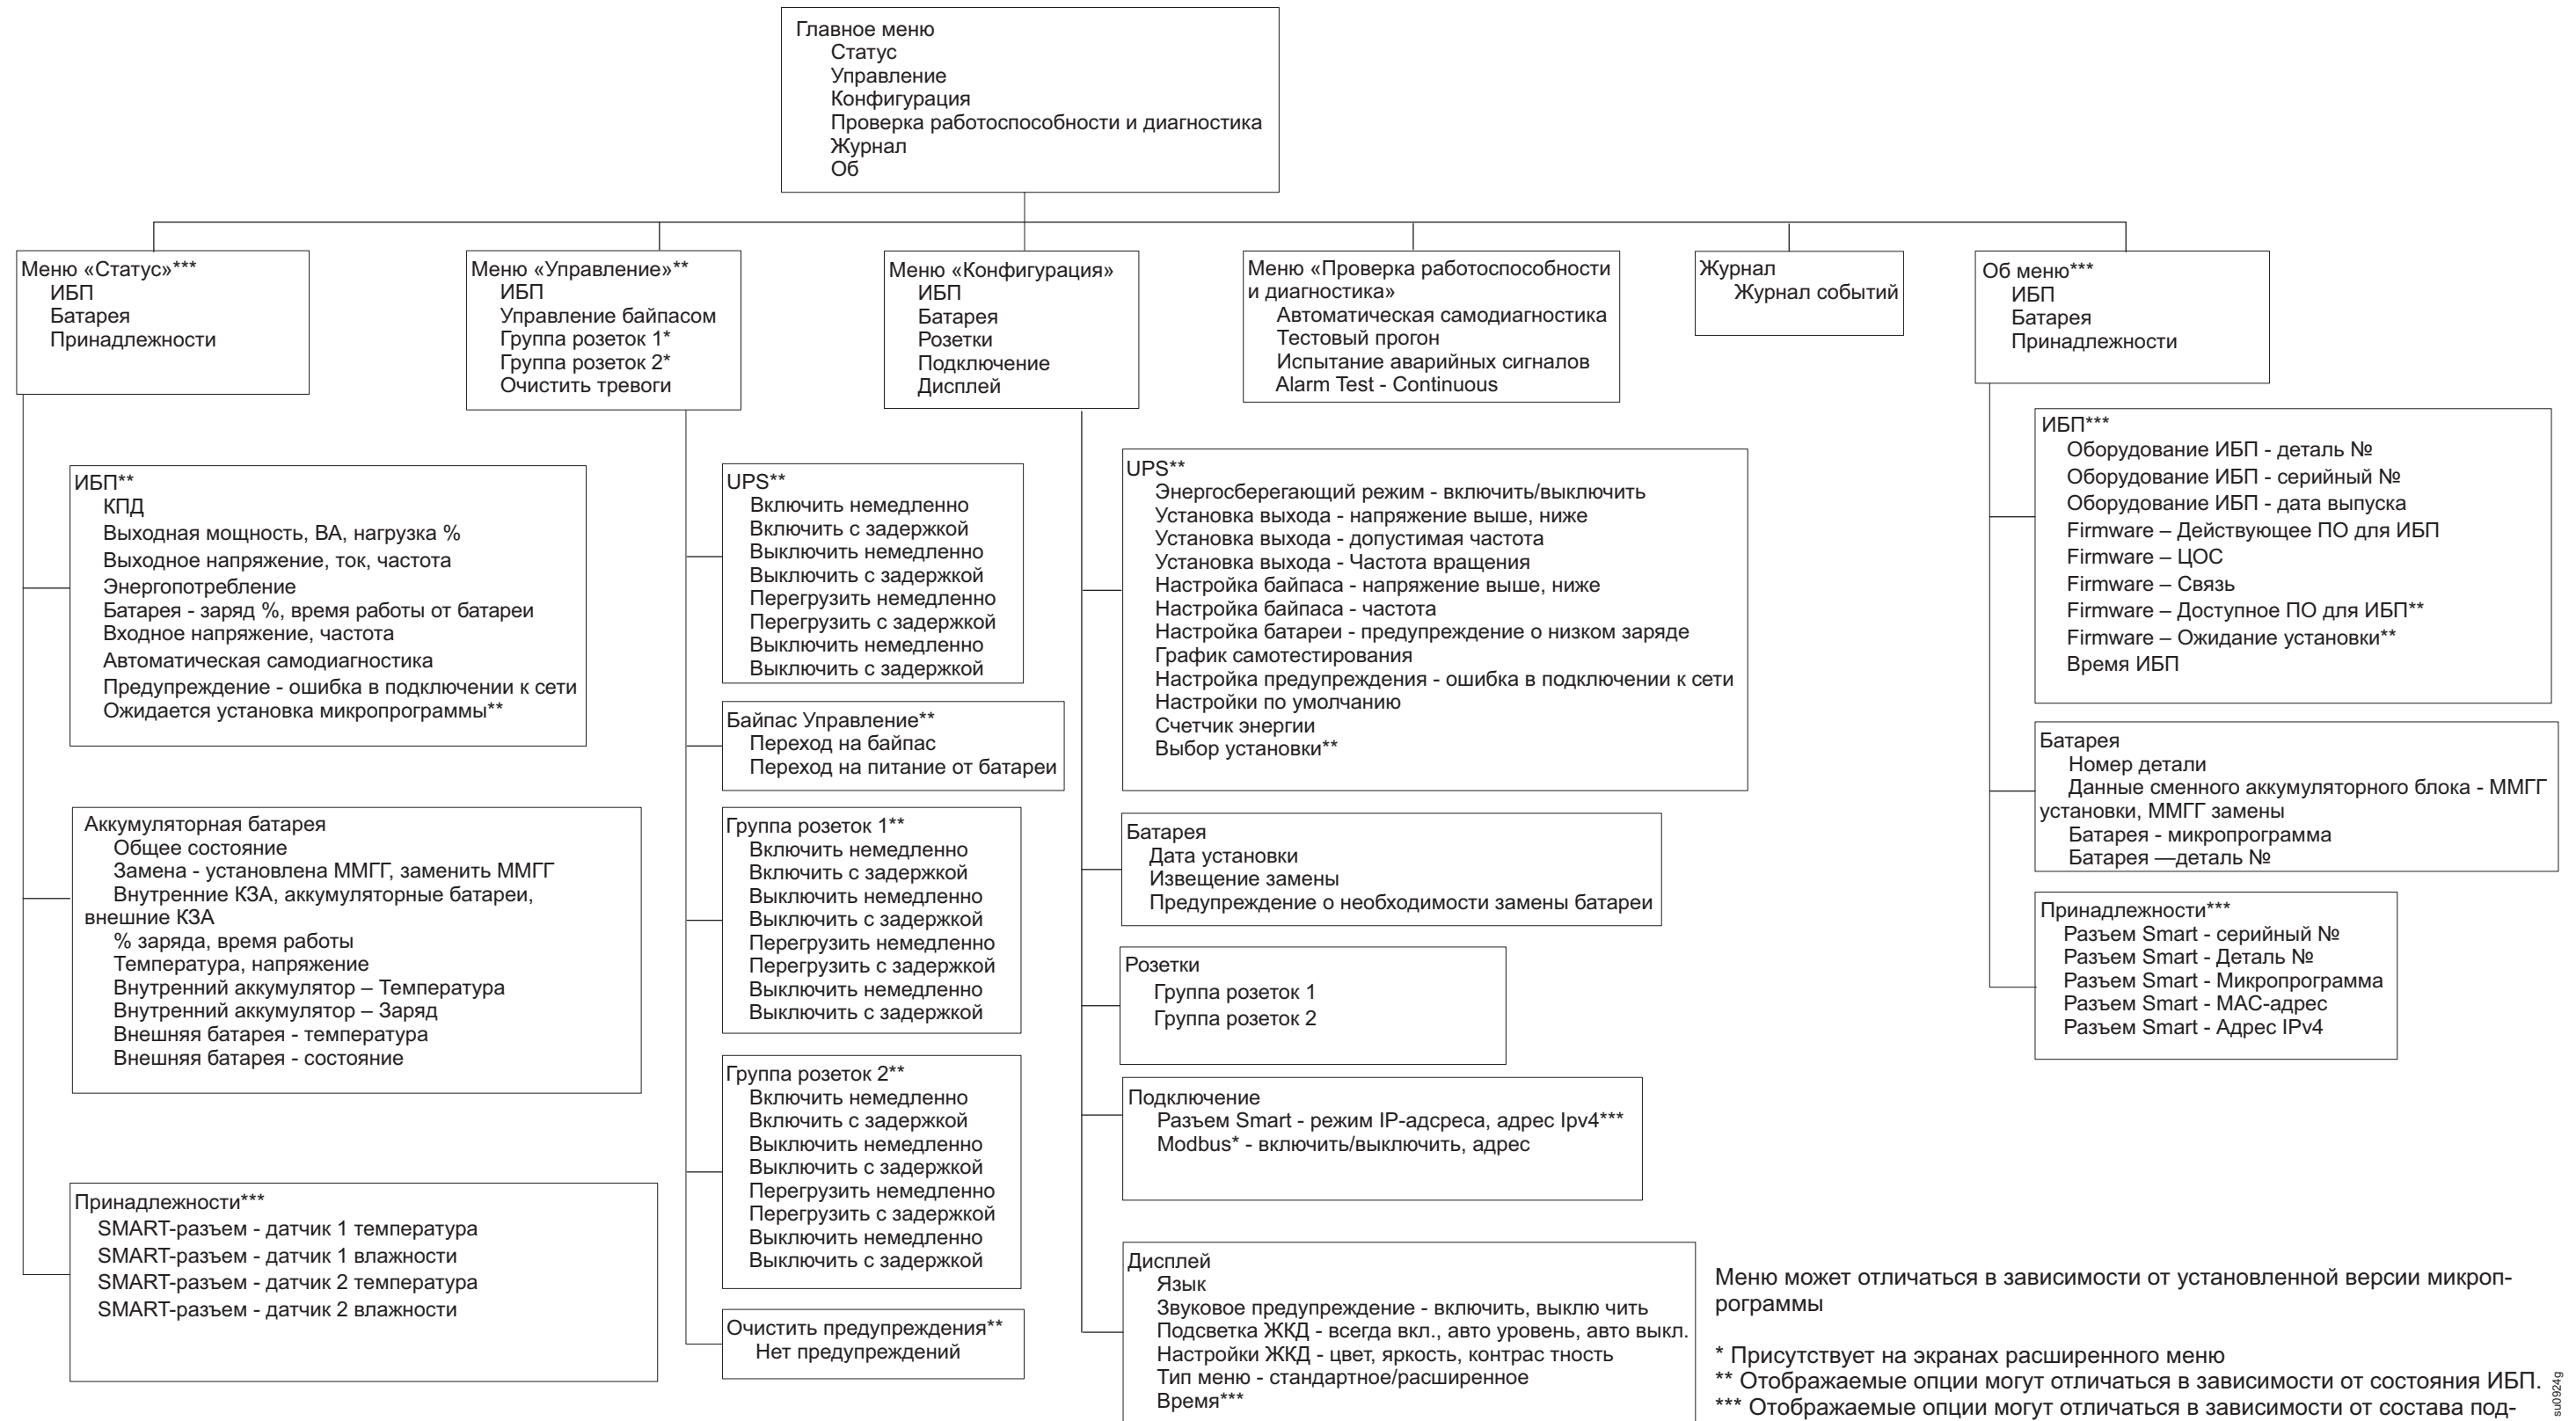 Главное меню
Статус
Управление
Конфигурация
Проверка работоспособности и диагностика
Журнал
Об
Меню «Статус»***
ИБП
Батарея
Принадлежности
Меню «Управление»**
ИБП
Управление байпасом
Группа розеток 1*
Группа розеток 2*
Очистить тревоги
Меню «Конфигурация»
ИБП
Батарея
Розетки
Подключение
Дисплей
Меню «Проверка работоспособности
и диагностика»
Автоматическая самодиагностика
Тестовый прогон
Испытание аварийных сигналов
Alarm Test - Continuous
Журнал
Журнал событий
Об меню***
ИБП
Батарея
Принадлежности
ИБП**
КПД
Выходная мощность, ВА, нагрузка %
Выходное напряжение, ток, частота
Энергопотребление
Батарея - заряд %, время работы от батареи
Входное напряжение, частота
Автоматическая самодиагностика
Предупреждение - ошибка в подключении к сети
Ожидается установка микропрограммы**
Аккумуляторная батарея
Общее состояние
Замена - установлена ММГГ, заменить ММГГ
Внутренние КЗА, аккумуляторные батареи,
внешние КЗА
% заряда, время работы
Температура, напряжение
Внутренний аккумулятор – Температура
Внутренний аккумулятор – Заряд
Внешняя батарея - температура
Внешняя батарея - состояние
Принадлежности***
SMART-разъем - датчик 1 температура
SMART-разъем - датчик 1 влажности
SMART-разъем - датчик 2 температура
SMART-разъем - датчик 2 влажности
UPS**
Включить немедленно
Включить с задержкой
Выключить немедленно
Выключить с задержкой
Перегрузить немедленно
Перегрузить с задержкой
Выключить немедленно
Выключить с задержкой
Байпас Управление**
Переход на байпас
Переход на питание от батареи
Группа розеток 1**
Включить немедленно
Включить с задержкой
Выключить немедленно
Выключить с задержкой
Перегрузить немедленно
Перегрузить с задержкой
Выключить немедленно
Выключить с задержкой
Группа розеток 2**
Включить немедленно
Включить с задержкой
Выключить немедленно
Выключить с задержкой
Перегрузить немедленно
Перегрузить с задержкой
Выключить немедленно
Выключить с задержкой
Очистить предупреждения**
Нет предупреждений
UPS**
Энергосберегающий режим - включить/выключить
Установка выхода - напряжение выше, ниже
Установка выхода - допустимая частота
Установка выхода - Частота вращения
Настройка байпаса - напряжение выше, ниже
Настройка байпаса - частота
Настройка батареи - предупреждение о низком заряде
График самотестирования
Настройка предупреждения - ошибка в подключении к сети
Настройки по умолчанию
Счетчик энергии
Выбор установки**
Батарея
Дата установки
Извещение замены
Предупреждение о необходимости замены батареи
Розетки
Группа розеток 1
Группа розеток 2
Подключение
Разъем Smart - режим IP-адсреса, адрес Ipv4***
Modbus* - включить/выключить, адрес
Дисплей
Язык
Звуковое предупреждение - включить, выклю чить
Подсветка ЖКД - всегда вкл., авто уровень, авто выкл.
Настройки ЖКД - цвет, яркость, контрас тность
Тип меню - стандартное/расширенное
Время***
ИБП***
Оборудование ИБП - деталь №
Оборудование ИБП - серийный №
Оборудование ИБП - дата выпуска
Firmware – Действующее ПО для ИБП
Firmware – ЦОС
Firmware – Связь
Firmware – Доступное ПО для ИБП**
Firmware – Ожидание установки**
Время ИБП
Батарея
Номер детали
Данные сменного аккумуляторного блока - ММГГ
установки, ММГГ замены
Батарея - микропрограмма
Батарея —деталь №
Принадлежности***
Разъем Smart - серийный №
Разъем Smart - Деталь №
Разъем Smart - Микропрограмма
Разъем Smart - MAC-адрес
Разъем Smart - Адрес IPv4
Меню может отличаться в зависимости от установленной версии микроп-
рограммы
* Присутствует на экранах расширенного меню
** Отображаемые опции могут отличаться в зависимости от состояния ИБП.
*** Отображаемые опции могут отличаться в зависимости от состава под-
su0924g